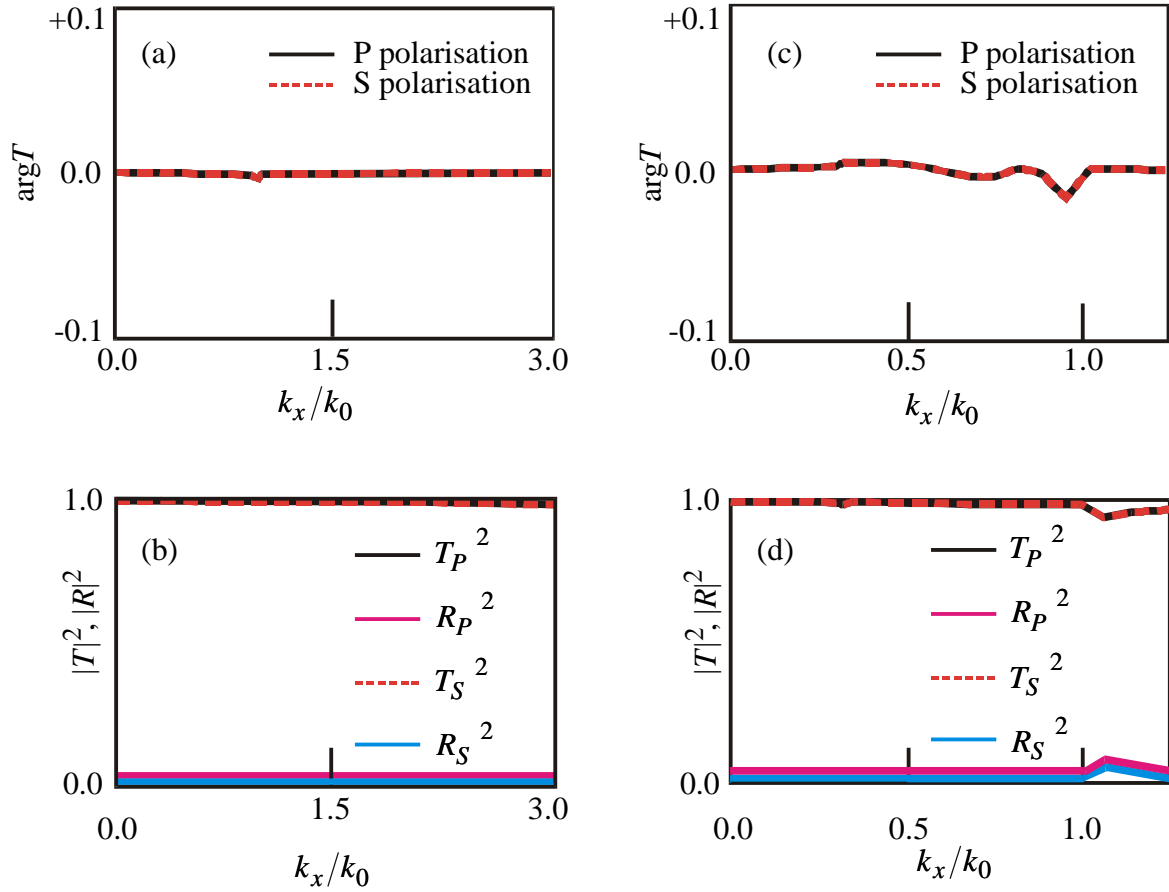 +0.1
(a)
P polarisation
S polarisation
argT
0.0
-0.1
0.0
1.5
3.0
k_x/k_0
+0.1
(c)
P polarisation
S polarisation
argT
0.0
-0.1
0.0
0.5
1.0
k_x/k_0
1.0
(b)
T_P ^2
R_P ^2
T_S ^2
R_S ^2
|T|^2, |R|^2
0.0
0.0
1.5
3.0
k_x/k_0
1.0
(d)
T_P ^2
R_P ^2
T_S ^2
R_S ^2
|T|^2, |R|^2
0.0
0.0
0.5
1.0
k_x/k_0